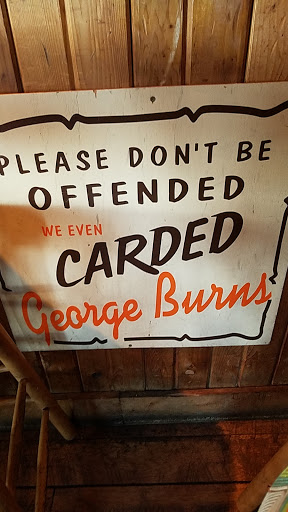 PLEASE DON'T BE
OFFENDED
WE EVEN
CARDED
George Burns